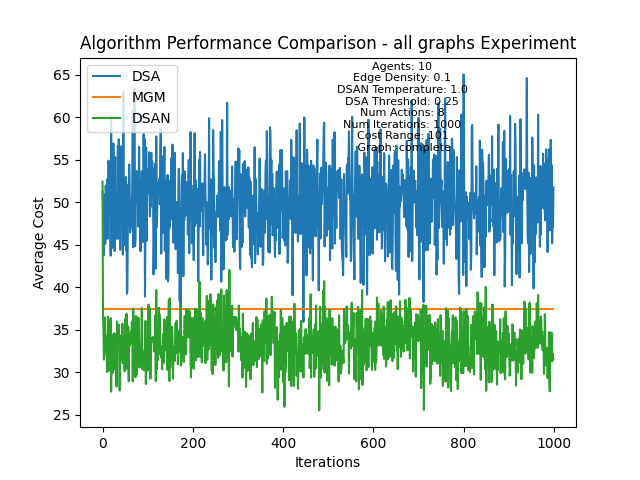 Algorithm Performance Comparison - all graphs Experiment
DSA
MGM
DSAN
Agents: 10
Edge Density: 0.1
DSAN Temperature: 1.0
DSA Threshold: 0.25
Num Actions: 8
Num Iterations: 1000
Cost Range: 101
Graph: complete
Average Cost
65
60
55
50
45
40
35
30
25
0 200 400 600 800 1000
Iterations